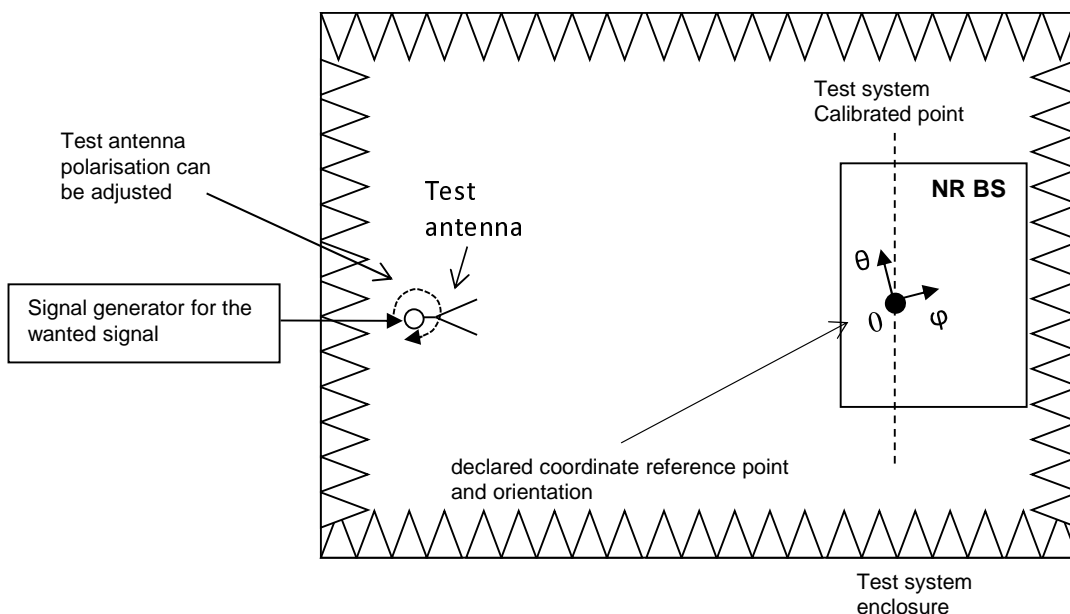 Test system
Calibrated point
Test antenna
polarisation can
be adjusted
Test
antenna
NR BS
θ
0
φ
Signal generator for the
wanted signal
declared coordinate reference point
and orientation
Test system
enclosure